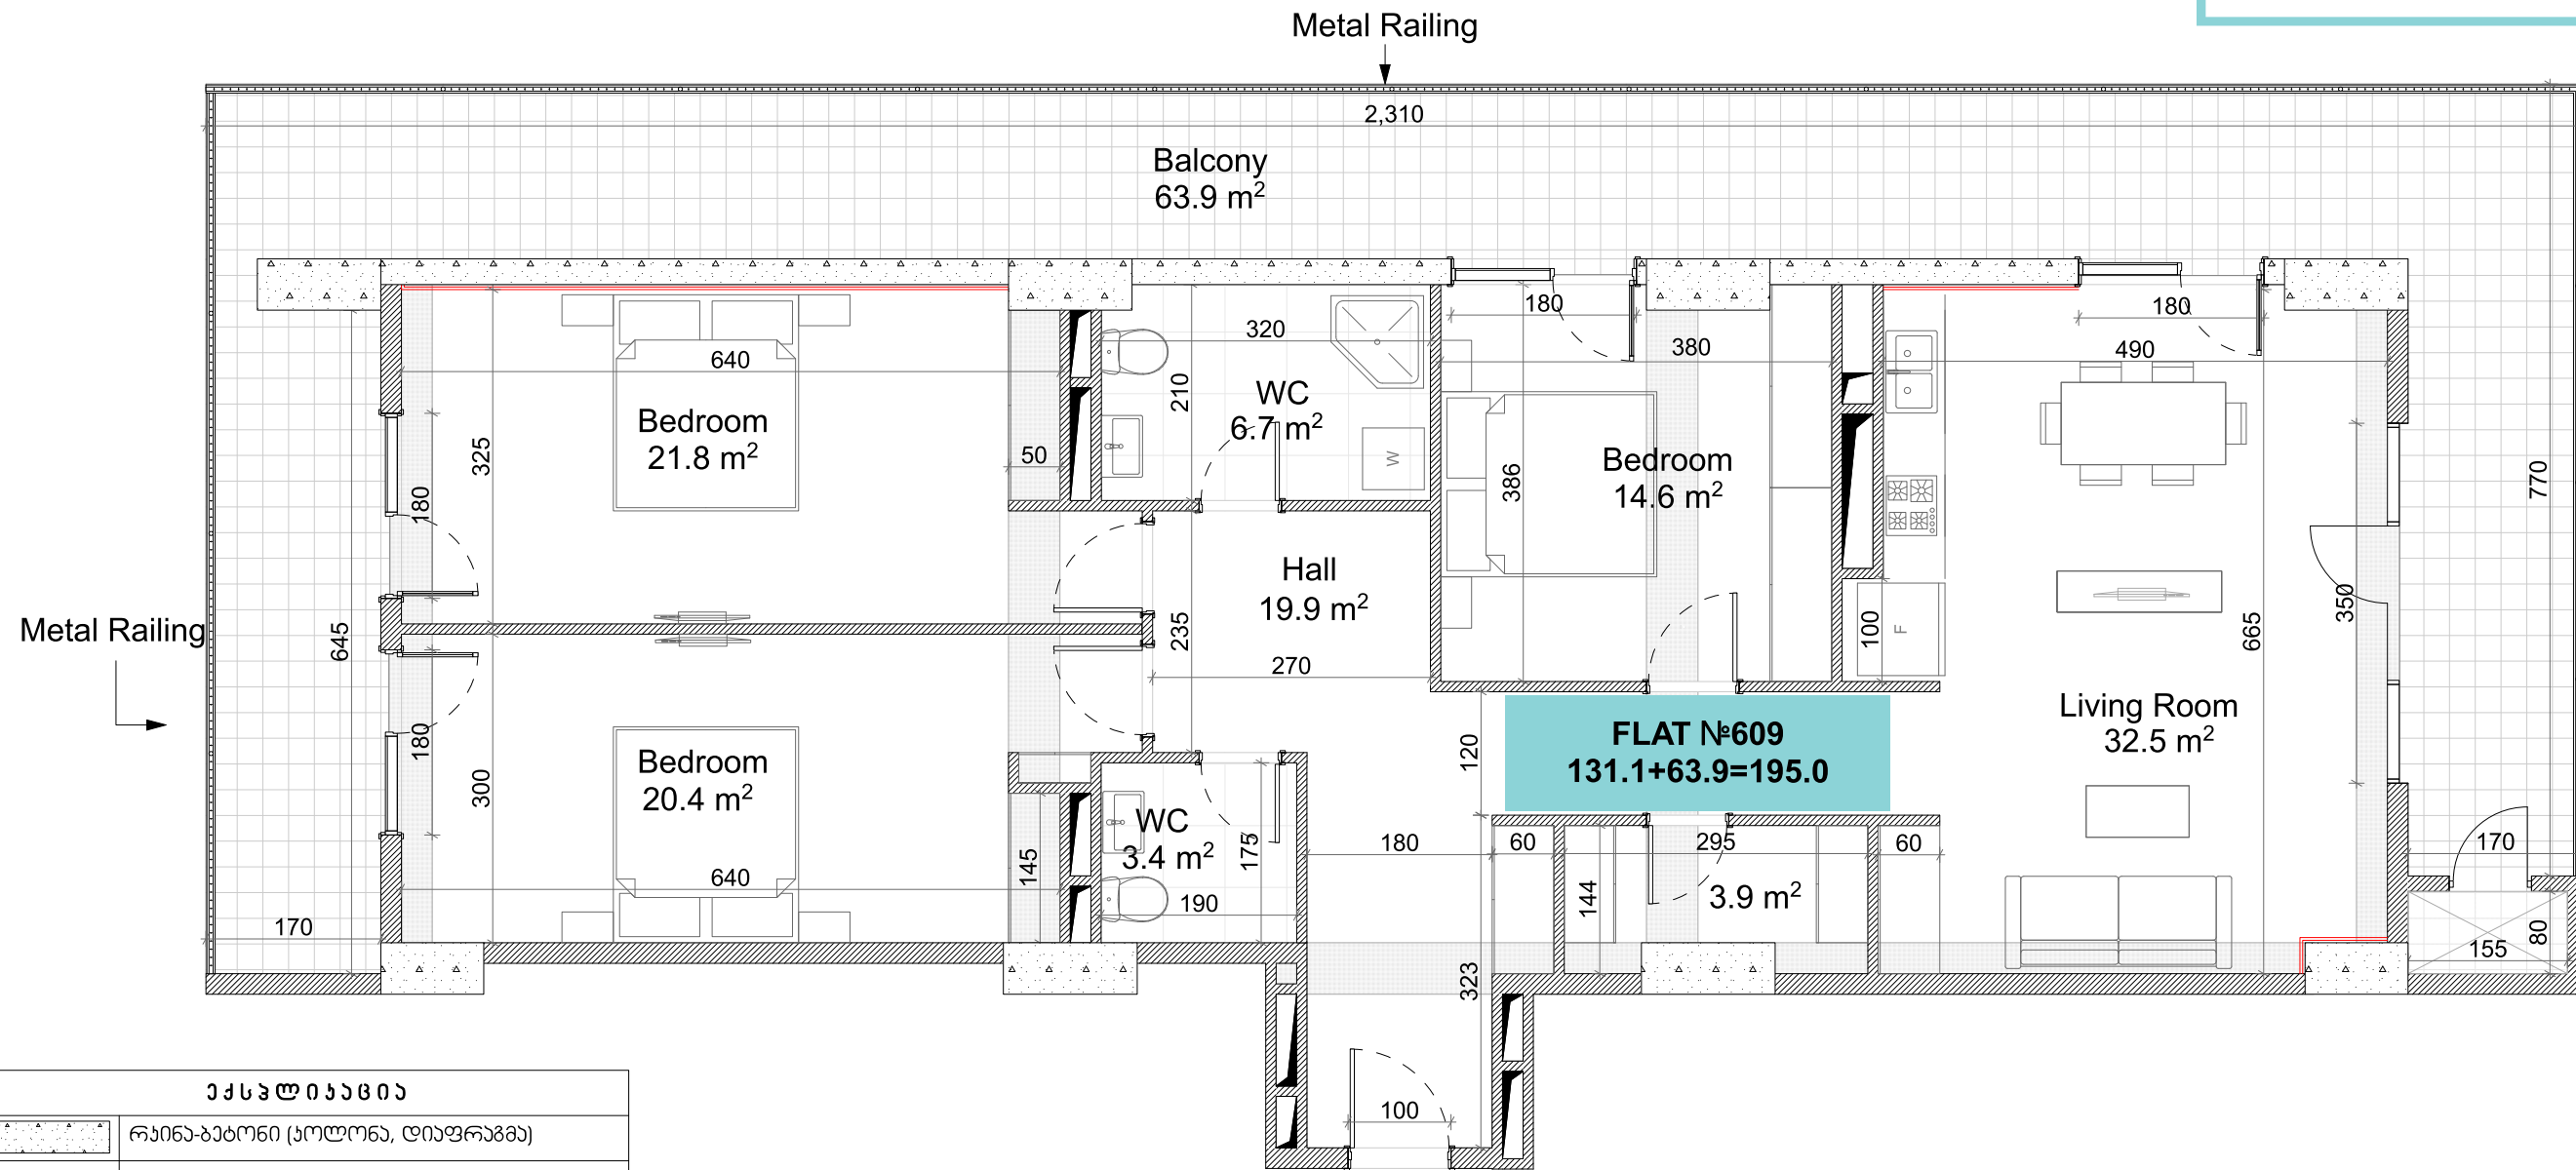 Metal Railing
2,310
Balcony
63.9 m²
180
180
320
640
380
490
210
WC
6.7 m²
Bedroom
21.8 m²
325
50
180
W
386
Bedroom
14.6 m²
770
Hall
19.9 m²
350
Metal Railing
645
235
100
F
665
270
Living Room
32.5 m²
FLAT №609
131.1+63.9=195.0
180
120
Bedroom
20.4 m²
300
WC
3.4 m²
175
145
180
60
295
60
170
640
144
3.9 m²
190
170
80
155
323
100
ექსპლიკაცია
რკინა-ბეტონი (კოლონა, დიაფრაგმა)